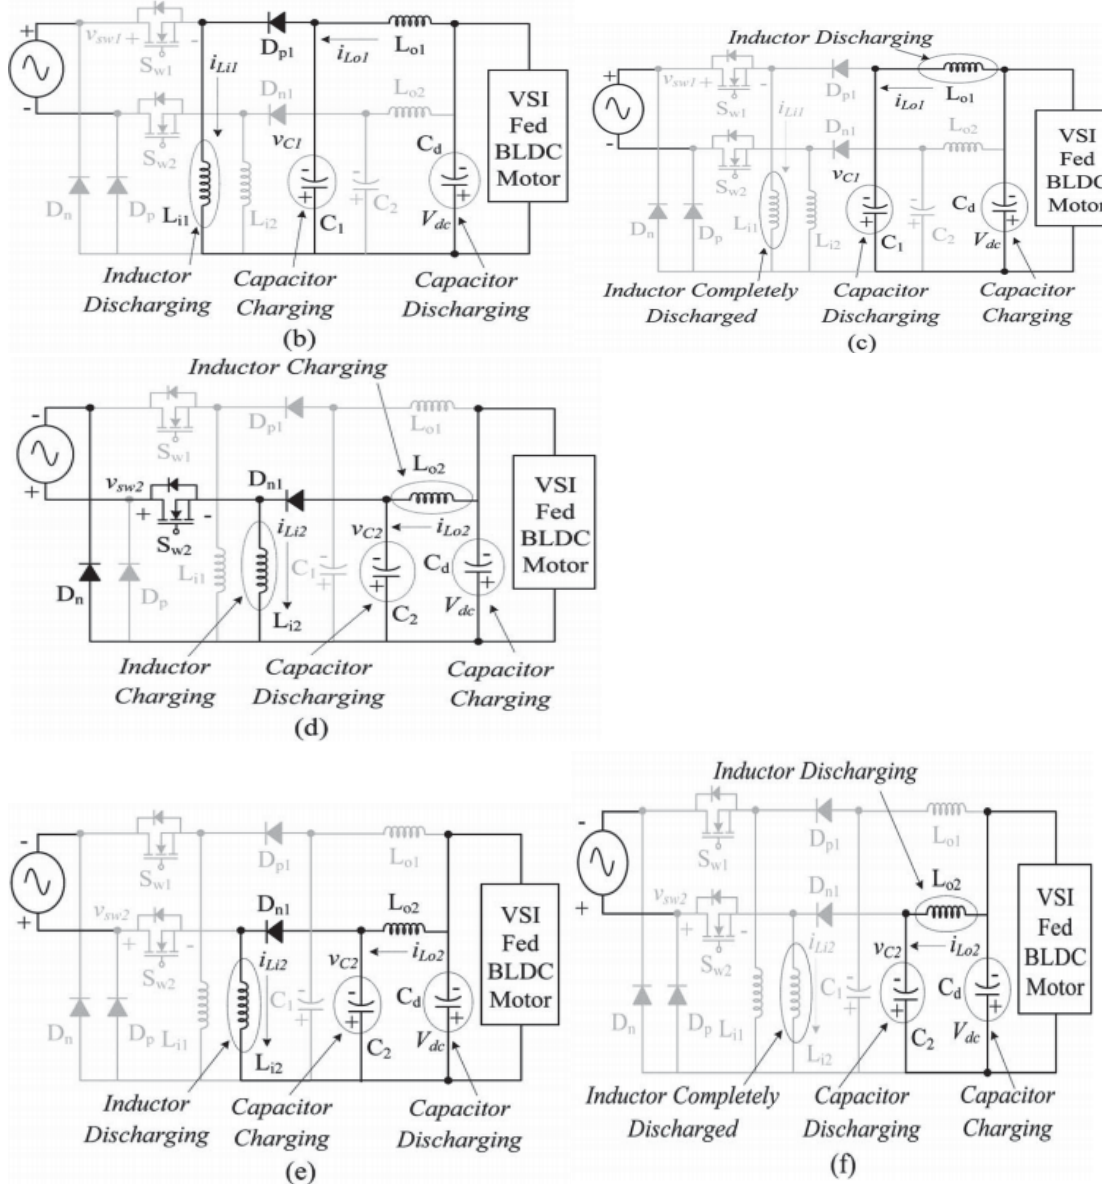 +
v_sw1 + -
S_w1
D_p1
i_Lo1
L_o1
i_Li1
D_n1
L_o2
-
S_w2
v_C1
C_d
VSI
Fed
BLDC
Motor
D_n
D_p
L_i1
L_i2
-
+
C_1
-
+
C_2
-
+
V_dc
Inductor
Discharging
Capacitor
Charging
Capacitor
Discharging
(b)
Inductor Discharging
+
v_sw1 + -
S_w1
D_p1
i_Lo1
L_o1
i_Li1
D_n1
L_o2
-
S_w2
v_C1
C_d
VSI
Fed
BLDC
Motor
D_n
D_p
L_i1
L_i2
-
+
C_1
-
+
C_2
-
+
V_dc
Inductor Completely
Discharged
Capacitor
Discharging
Capacitor
Charging
(c)
Inductor Charging
-
S_w1
D_p1
L_o1
L_o2
+
v_sw2
+ -
S_w2
D_n1
i_Li2
v_C2
i_Lo2
C_d
VSI
Fed
BLDC
Motor
D_n
D_p
L_i1
L_i2
C_1
-
+
-
+
C_2
-
+
V_dc
Inductor
Charging
Capacitor
Discharging
Capacitor
Charging
(d)
-
S_w1
D_p1
L_o1
+
v_sw2
+ -
S_w2
D_n1
L_o2
i_Li2
v_C2
i_Lo2
C_d
VSI
Fed
BLDC
Motor
D_n
D_p
L_i1
L_i2
C_1
-
+
-
+
C_2
-
+
V_dc
Inductor
Discharging
Capacitor
Charging
Capacitor
Discharging
(e)
Inductor Discharging
-
S_w1
D_p1
L_o1
+
v_sw2
+ -
S_w2
D_n1
L_o2
i_Li2
v_C2
i_Lo2
C_d
VSI
Fed
BLDC
Motor
D_n
D_p
L_i1
L_i2
C_1
-
+
-
+
C_2
-
+
V_dc
Inductor Completely
Discharged
Capacitor
Discharging
Capacitor
Charging
(f)